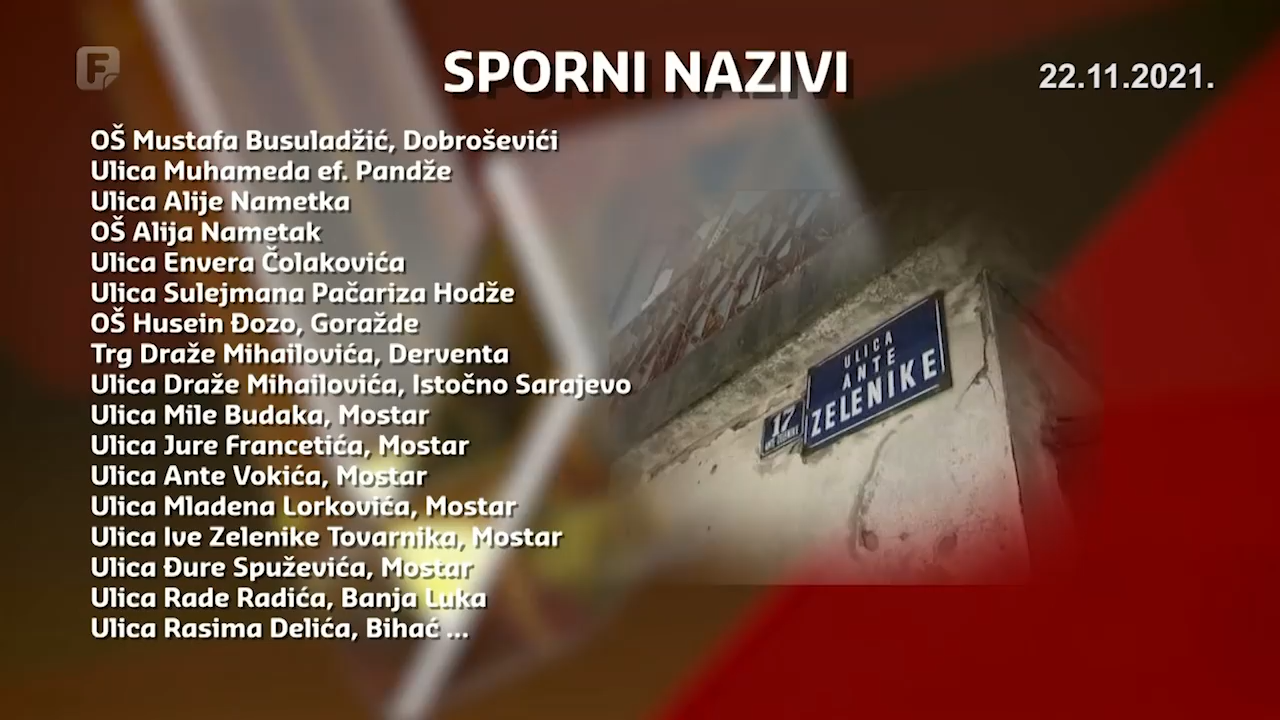 F
SPORNI NAZIVI
22.11.2021.
OŠ Mustafa Busuladžić, Dobroševići
Ulica Muhameda ef. Pandže
Ulica Alije Nametka
OŠ Alija Nametak
Ulica Envera Čolakovića
Ulica Sulejmana Pačariza Hodže
OŠ Husein Đozo, Goražde
Trg Draže Mihailovića, Derventa
Ulica Draže Mihailovića, Istočno Sarajevo
Ulica Mile Budaka, Mostar
Ulica Jure Francetića, Mostar
Ulica Ante Vokića, Mostar
Ulica Mladena Lorkovića, Mostar
Ulica Ive Zelenike Tovarnika, Mostar
Ulica Đure Spuževića, Mostar
Ulica Rade Radića, Banja Luka
Ulica Rasima Delića, Bihać ...
ULICA
ANTE
ZELENIKE
17
ANTE ZELENIKE